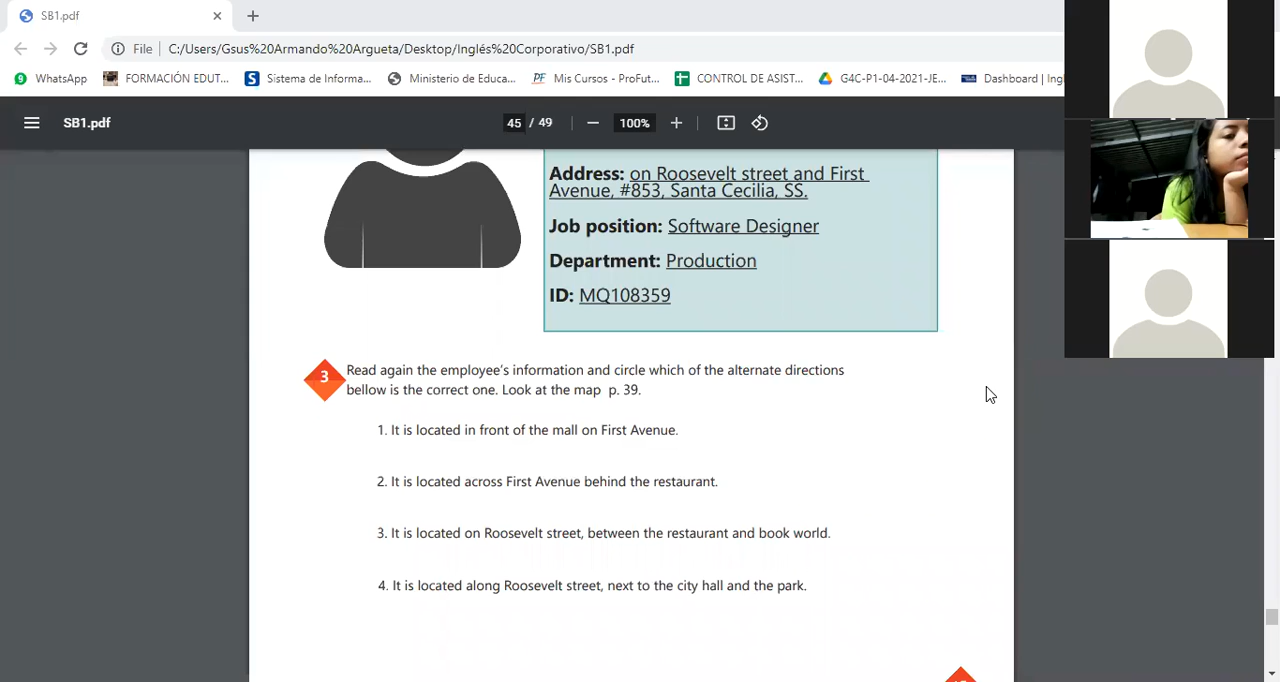 SB1.pdf
File C:/Users/Gsus%20Armando%20Argueta/Desktop/Inglés%20Corporativo/SB1.pdf
WhatsApp FORMACIÓN EDUT... Sistema de Informa... Ministerio de Educa... PF Mis Cursos - ProFut... CONTROL DE ASIST... G4C-P1-04-2021-JE... Dashboard | Ingl
SB1.pdf 45 / 49 100%
Address: on Roosevelt street and First
Avenue, #853, Santa Cecilia, SS.
Job position: Software Designer
Department: Production
ID: MQ108359
3 Read again the employee's information and circle which of the alternate directions
bellow is the correct one. Look at the map p. 39.
1. It is located in front of the mall on First Avenue.
2. It is located across First Avenue behind the restaurant.
3. It is located on Roosevelt street, between the restaurant and book world.
4. It is located along Roosevelt street, next to the city hall and the park.